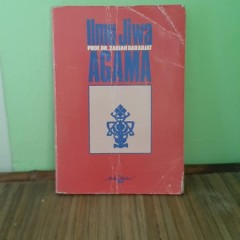 Ilmu Jiwa
PROF. DR. ZAKIAH DARADJAT
AGAMA